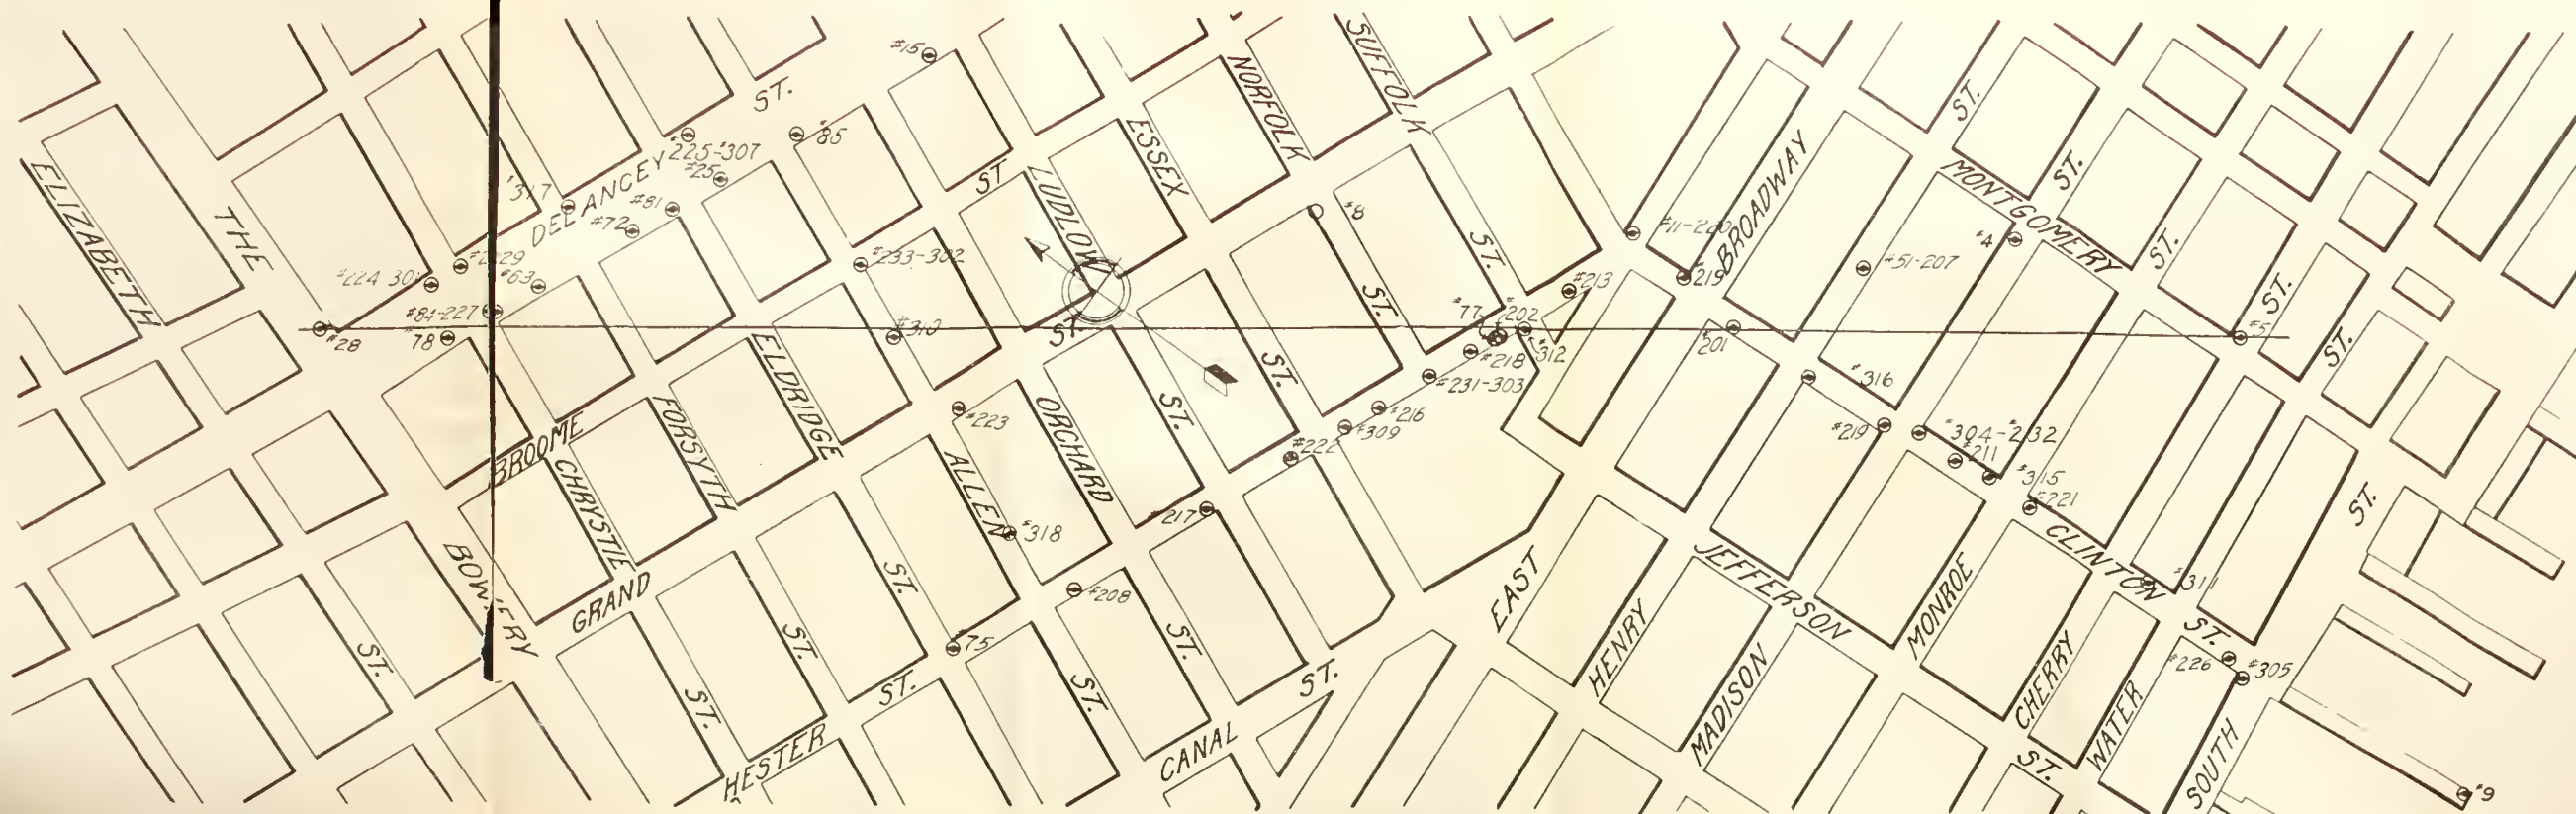 ELIZABETH
ST.
THE
BOWERY
DELANCEY
ST.
BROOME
ST
CHRYSTIE
ST.
FORSYTH
ST.
ELDRIDGE
ST.
GRAND
ST.
HESTER
ST.
ALLEN
ST.
ORCHARD
ST.
LUDLOW
ST.
ESSEX
ST.
NORFOLK
ST.
SUFFOLK
ST.
CANAL
ST.
EAST
BROADWAY
HENRY
ST.
MADISON
ST.
MONROE
ST.
CHERRY
ST.
WATER
ST.
SOUTH
ST.
JEFFERSON
ST.
CLINTON
ST.
MONTGOMERY
#15
#85
#225-#307
#25
#317
#81
#72
#63
#84-227
78
#28
#233-302
#310
#223
#318
#208
#75
#217
#222
#309
#216
#231-303
#218
#77
#202
#312
#213
#8
#219
201
#51-207
#4
#5
#316
#219
#304-#232
#211
#315
#221
#311
#226
#305
#9